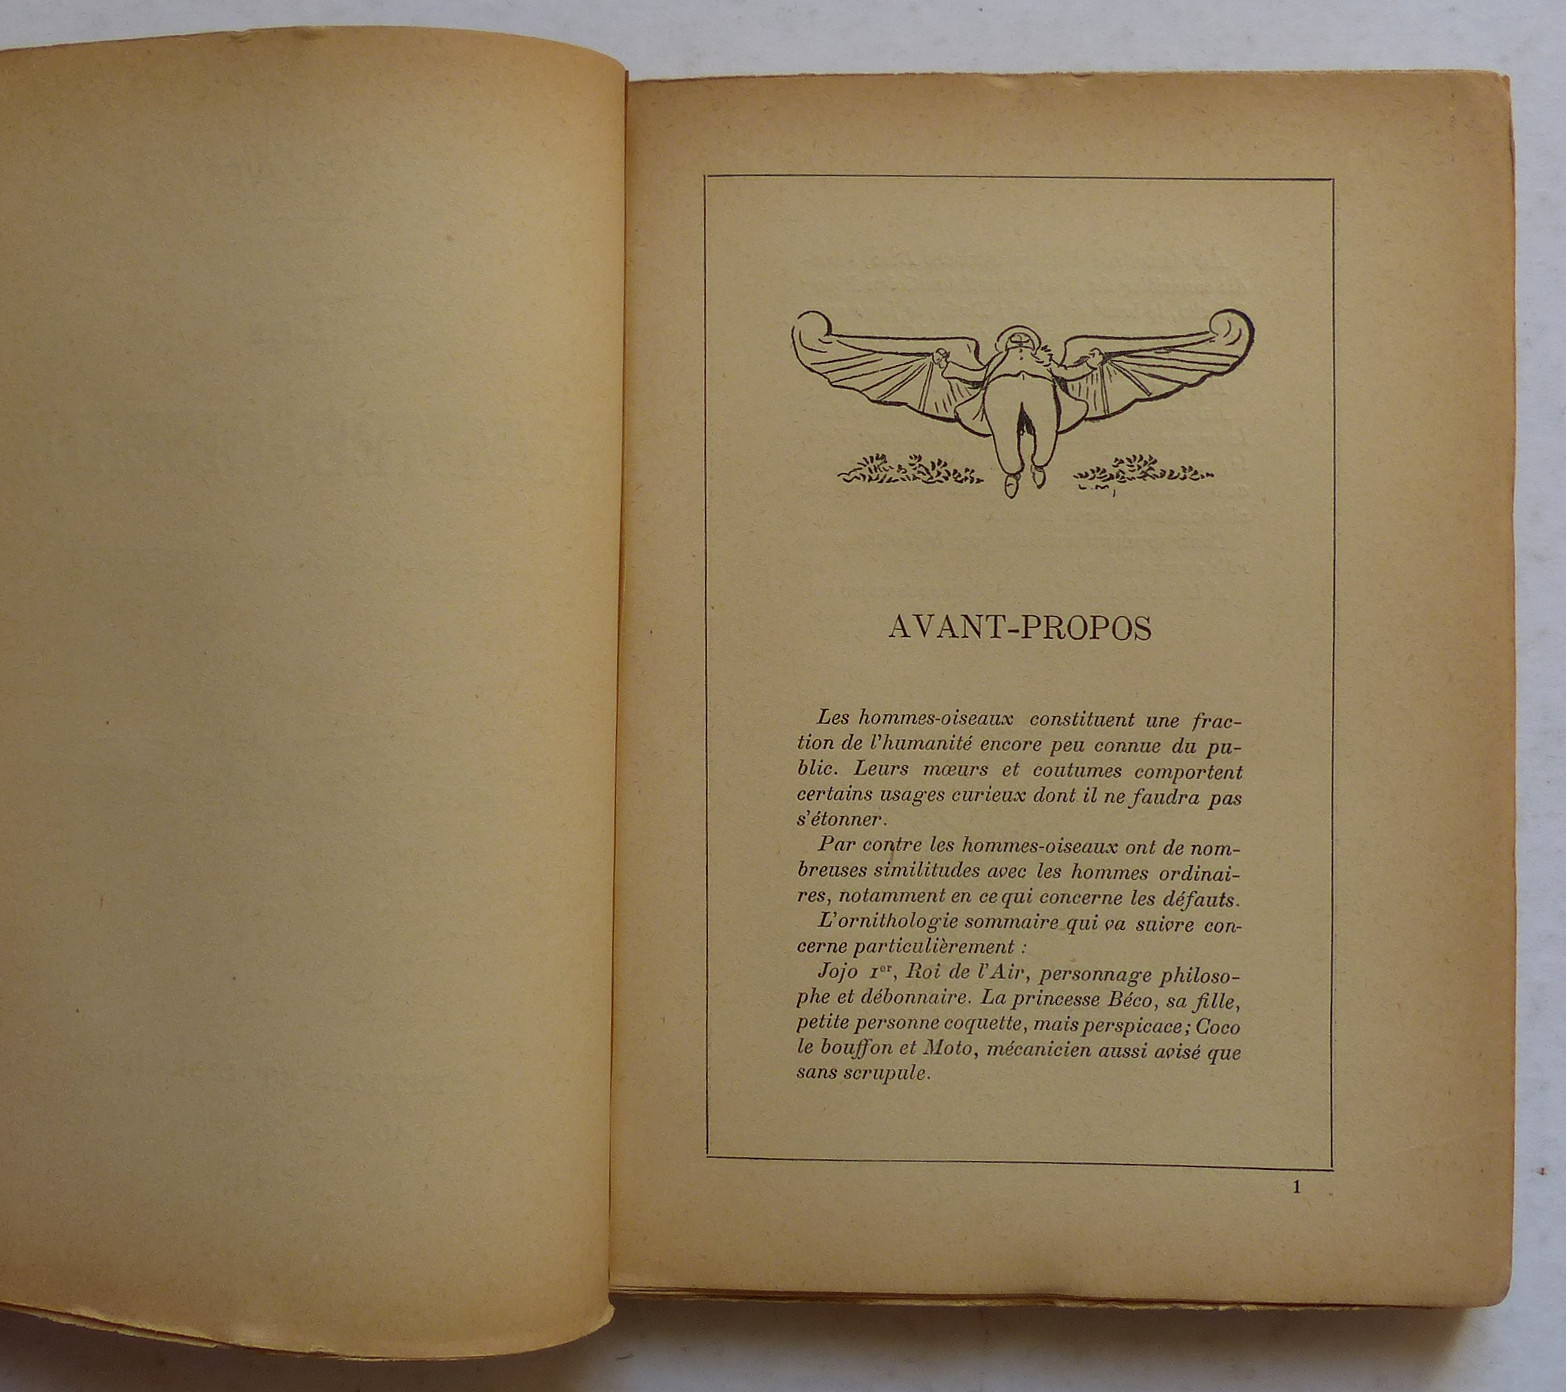 AVANT-PROPOS
Les hommes-oiseaux constituent une frac-
tion de l'humanité encore peu connue du pu-
blic. Leurs mœurs et coutumes comportent
certains usages curieux dont il ne faudra pas
s'étonner.
Par contre les hommes-oiseaux ont de nom-
breuses similitudes avec les hommes ordinai-
res, notamment en ce qui concerne les défauts.
L'ornithologie sommaire qui va suivre con-
cerne particulièrement :
Jojo Iᵉʳ, Roi de l'Air, personnage philoso-
phe et débonnaire. La princesse Béco, sa fille,
petite personne coquette, mais perspicace ; Coco
le bouffon et Moto, mécanicien aussi avisé que
sans scrupule.
1